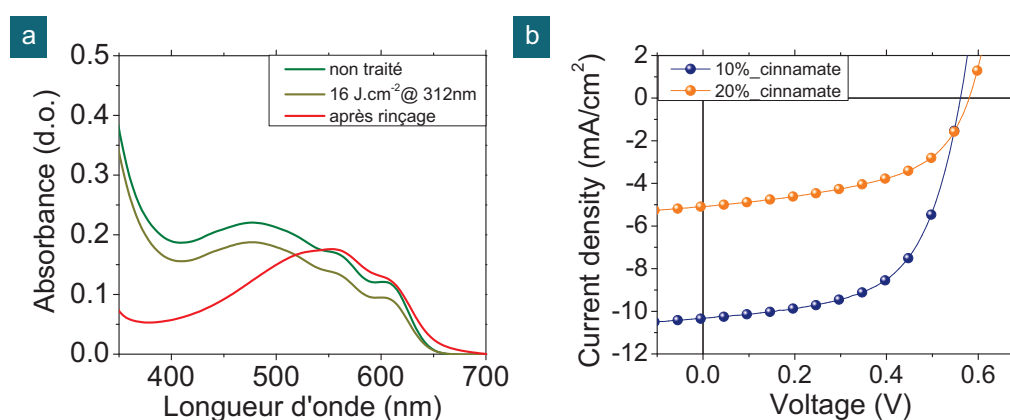 a
0.5
0.4
0.3
0.2
0.1
0.0
Absorbance (d.o.)
non traité
16 J.cm-2@ 312nm
après rinçage
400
500
600
700
Longueur d'onde (nm)
b
2
0
-2
-4
-6
-8
-10
-12
Current density (mA/cm2)
10%_cinnamate
20%_cinnamate
0.0
0.2
0.4
0.6
Voltage (V)